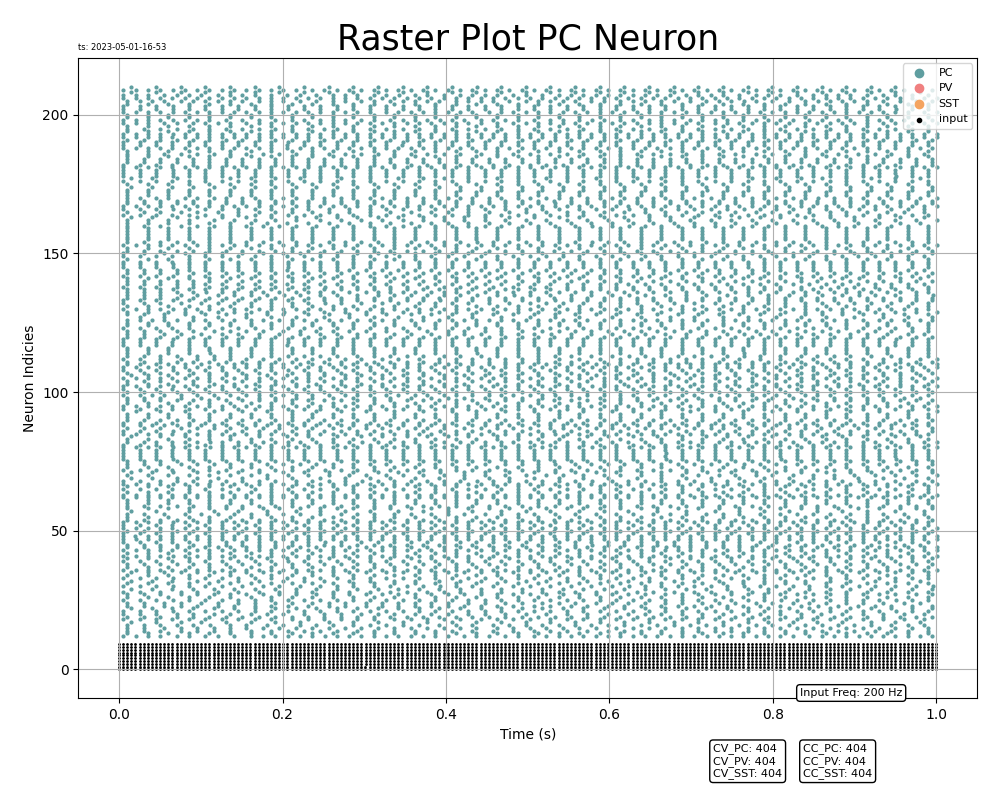 Raster Plot PC Neuron
ts: 2023-05-01-16-53
PC
PV
SST
input
200
150
100
50
0
Neuron Indicies
0.0 0.2 0.4 0.6 0.8 1.0
Time (s)
Input Freq: 200 Hz
CV_PC: 404
CV_PV: 404
CV_SST: 404
CC_PC: 404
CC_PV: 404
CC_SST: 404